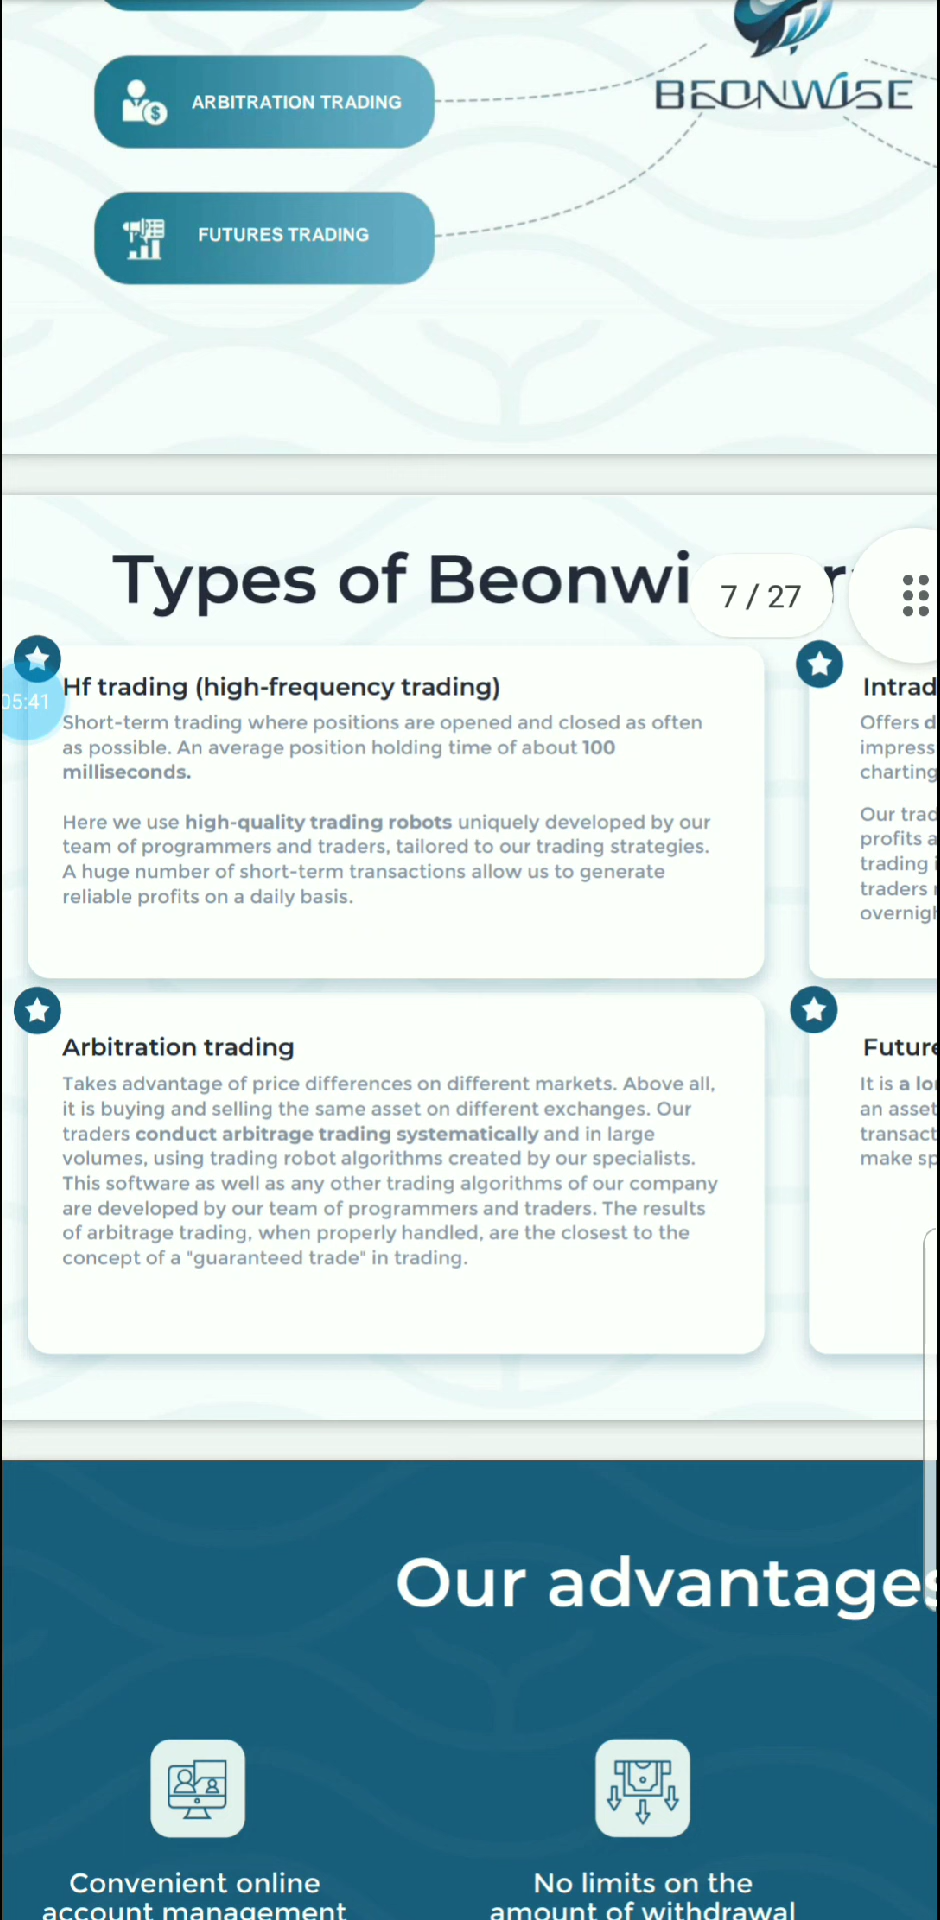 ARBITRATION TRADING
BEONWISE
FUTURES TRADING
Types of Beonwi
7 / 27
05:41
Hf trading (high-frequency trading)
Short-term trading where positions are opened and closed as often
as possible. An average position holding time of about 100
milliseconds.
Here we use high-quality trading robots uniquely developed by our
team of programmers and traders, tailored to our trading strategies.
A huge number of short-term transactions allow us to generate
reliable profits on a daily basis.
Intrad
Offers d
impress
charting
Our trad
profits a
trading i
traders
overnigh
Arbitration trading
Takes advantage of price differences on different markets. Above all,
it is buying and selling the same asset on different exchanges. Our
traders conduct arbitrage trading systematically and in large
volumes, using trading robot algorithms created by our specialists.
This software as well as any other trading algorithms of our company
are developed by our team of programmers and traders. The results
of arbitrage trading, when properly handled, are the closest to the
concept of a "guaranteed trade" in trading.
Future
It is a lo
an asset
transact
make sp
Our advantages
Convenient online
account management
No limits on the
amount of withdrawal